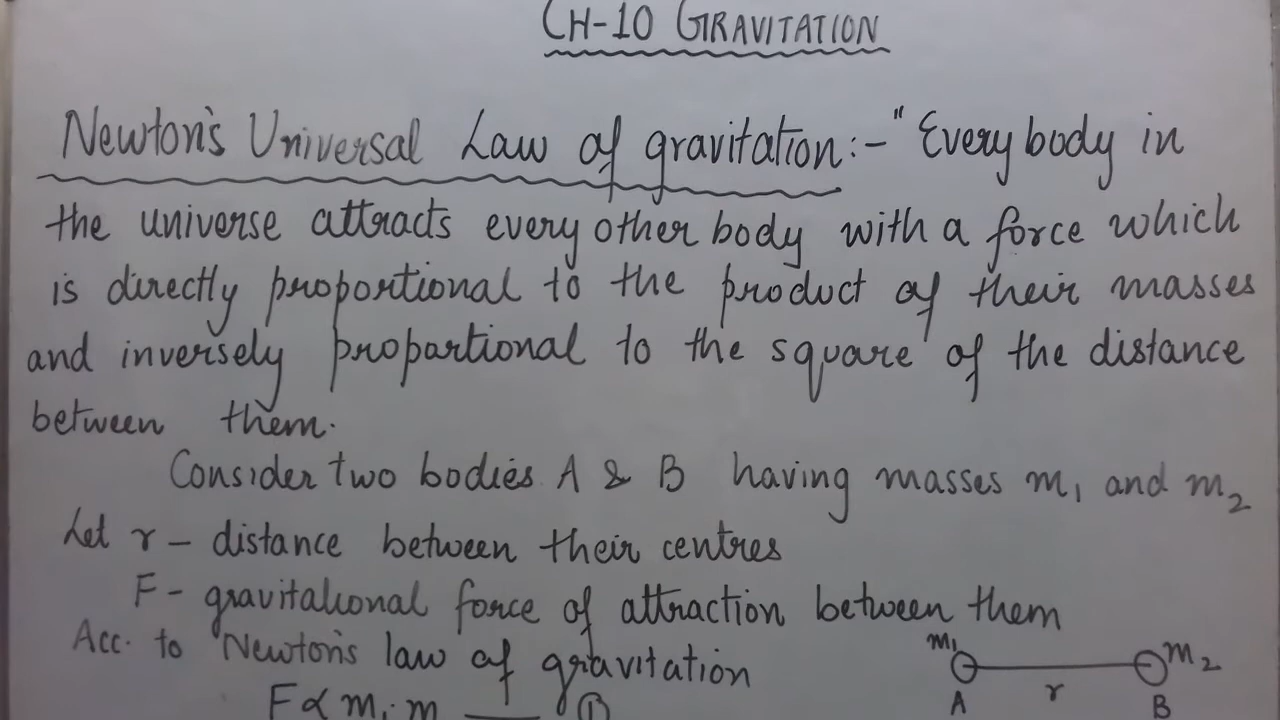 CH-10 GRAVITATION
Newton's Universal Law of gravitation:- "Every body in
the universe attracts every other body with a force which
is directly proportional to the product of their masses
and inversely proportional to the square of the distance
between them.
Consider two bodies A & B having masses m₁ and m₂
Let r - distance between their centres
F - gravitational force of attraction between them
Acc. to Newton's law of gravitation
m₁ m₂
A r B
F ∝ m₁. m — ①